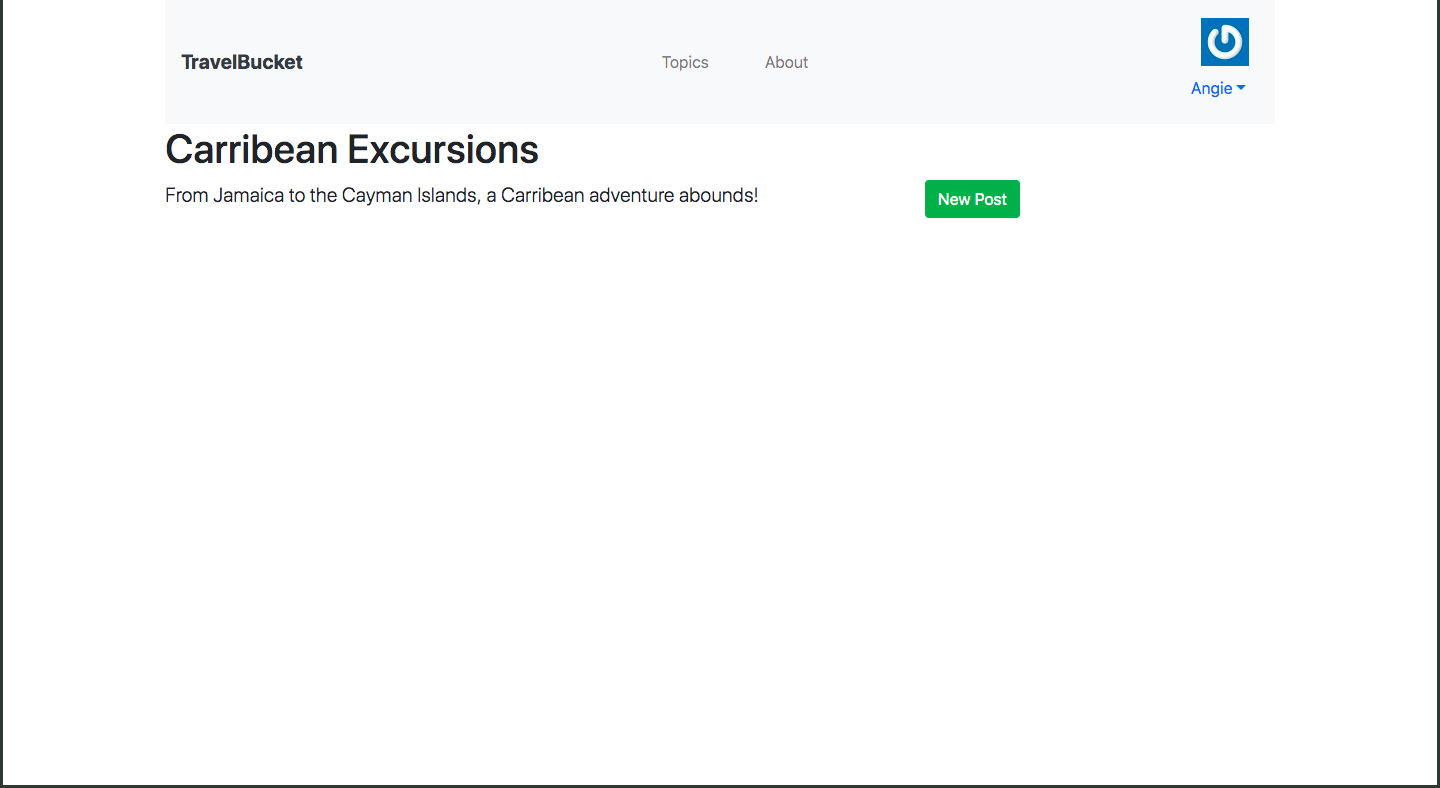 TravelBucket
Topics
About
Angie
Carribean Excursions
From Jamaica to the Cayman Islands, a Carribean adventure abounds!
New Post